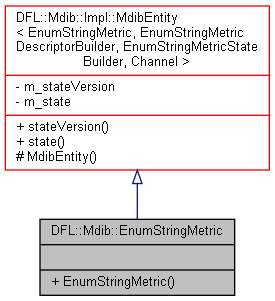 DFL::Mdib::Impl::MdibEntity
< EnumStringMetric, EnumStringMetric
DescriptorBuilder, EnumStringMetricState
Builder, Channel >
- m_stateVersion
- m_state
+ stateVersion()
+ state()
# MdibEntity()
DFL::Mdib::EnumStringMetric
+ EnumStringMetric()